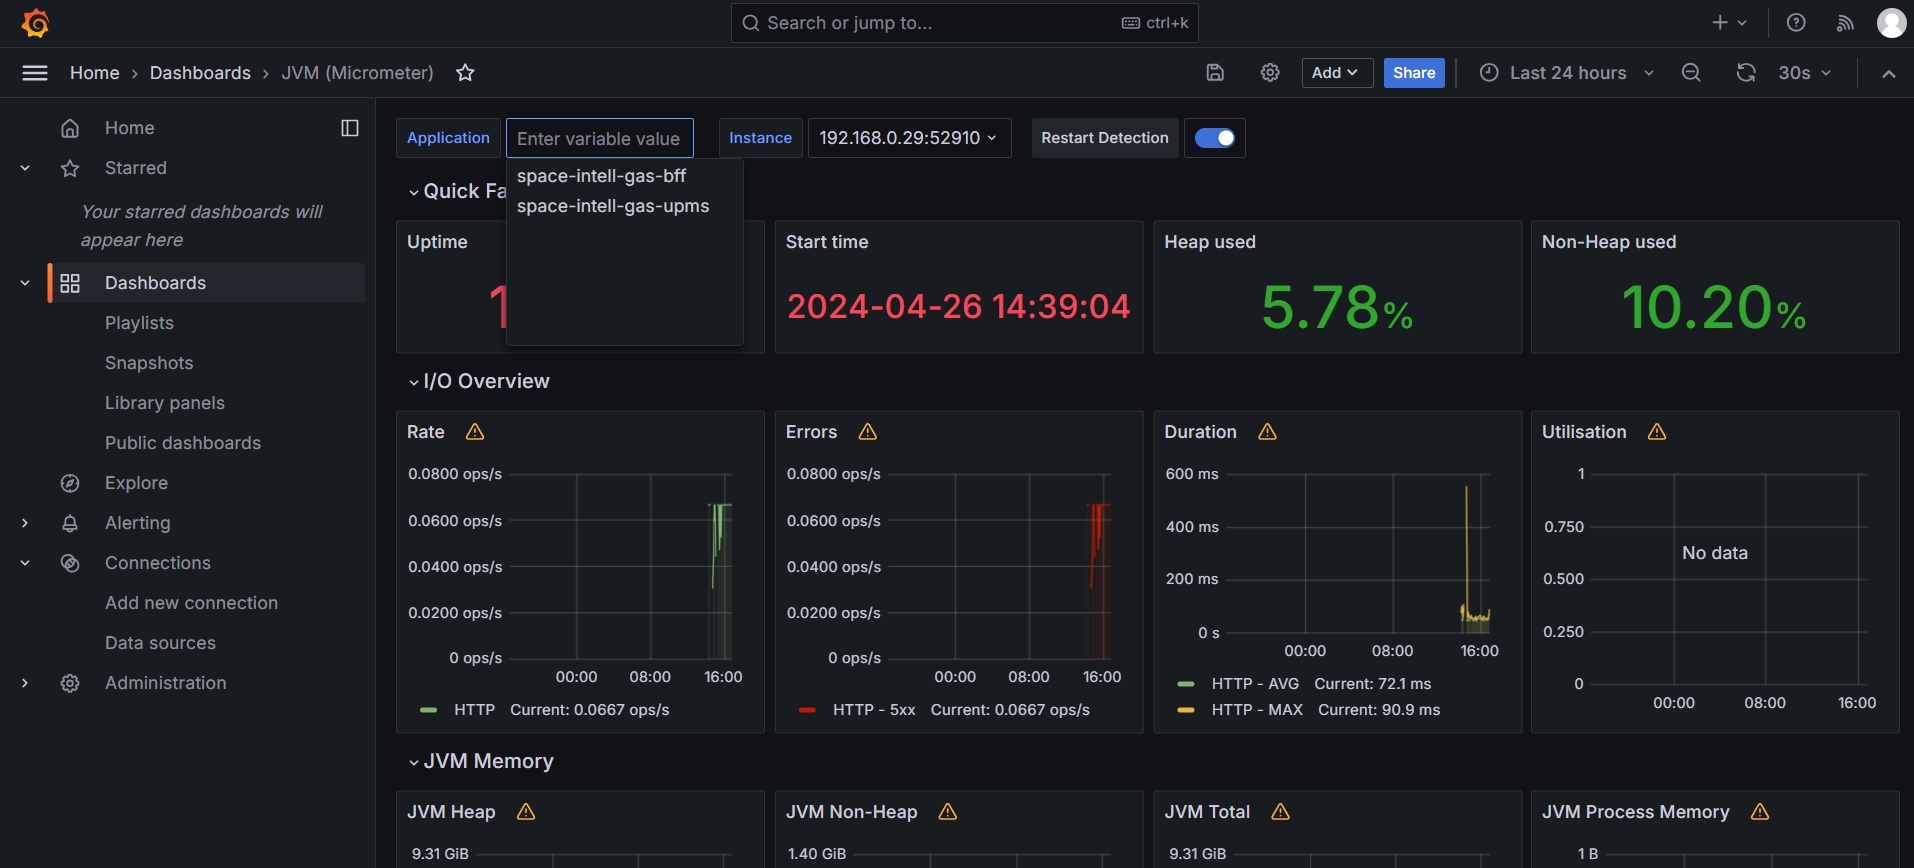 Search or jump to... ctrl+k
Home › Dashboards › JVM (Micrometer)
Add
Share
Last 24 hours
30s
Home
Starred
Your starred dashboards will
appear here
Dashboards
Playlists
Snapshots
Library panels
Public dashboards
Explore
Alerting
Connections
Add new connection
Data sources
Administration
Application Enter variable value Instance 192.168.0.29:52910 Restart Detection
space-intell-gas-bff
space-intell-gas-upms
Quick Fa
Uptime
1
Start time
2024-04-26 14:39:04
Heap used
5.78%
Non-Heap used
10.20%
I/O Overview
Rate
0.0800 ops/s
0.0600 ops/s
0.0400 ops/s
0.0200 ops/s
0 ops/s
00:00 08:00 16:00
HTTP Current: 0.0667 ops/s
Errors
0.0800 ops/s
0.0600 ops/s
0.0400 ops/s
0.0200 ops/s
0 ops/s
00:00 08:00 16:00
HTTP - 5xx Current: 0.0667 ops/s
Duration
600 ms
400 ms
200 ms
0 s
00:00 08:00 16:00
HTTP - AVG Current: 72.1 ms
HTTP - MAX Current: 90.9 ms
Utilisation
1
0.750
No data
0.500
0.250
0
00:00 08:00 16:00
JVM Memory
JVM Heap
9.31 GiB
JVM Non-Heap
1.40 GiB
JVM Total
9.31 GiB
JVM Process Memory
1 B